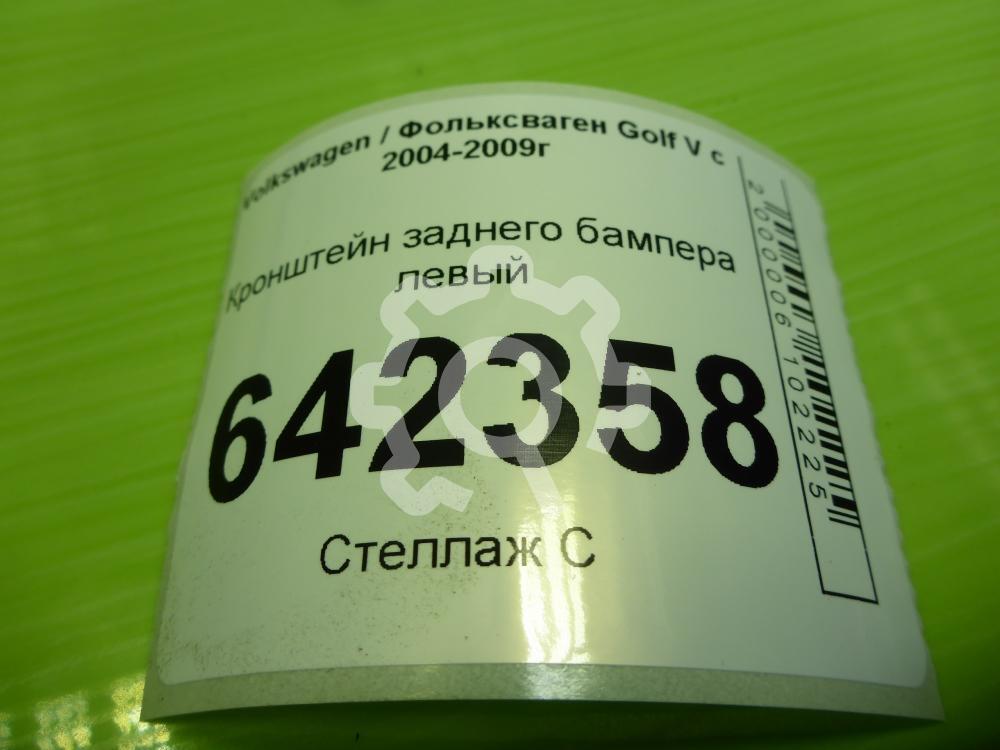 Volkswagen / Фольксваген Golf V с
2004-2009г
Кронштейн заднего бампера
левый
642358
Стеллаж С
2000006102225